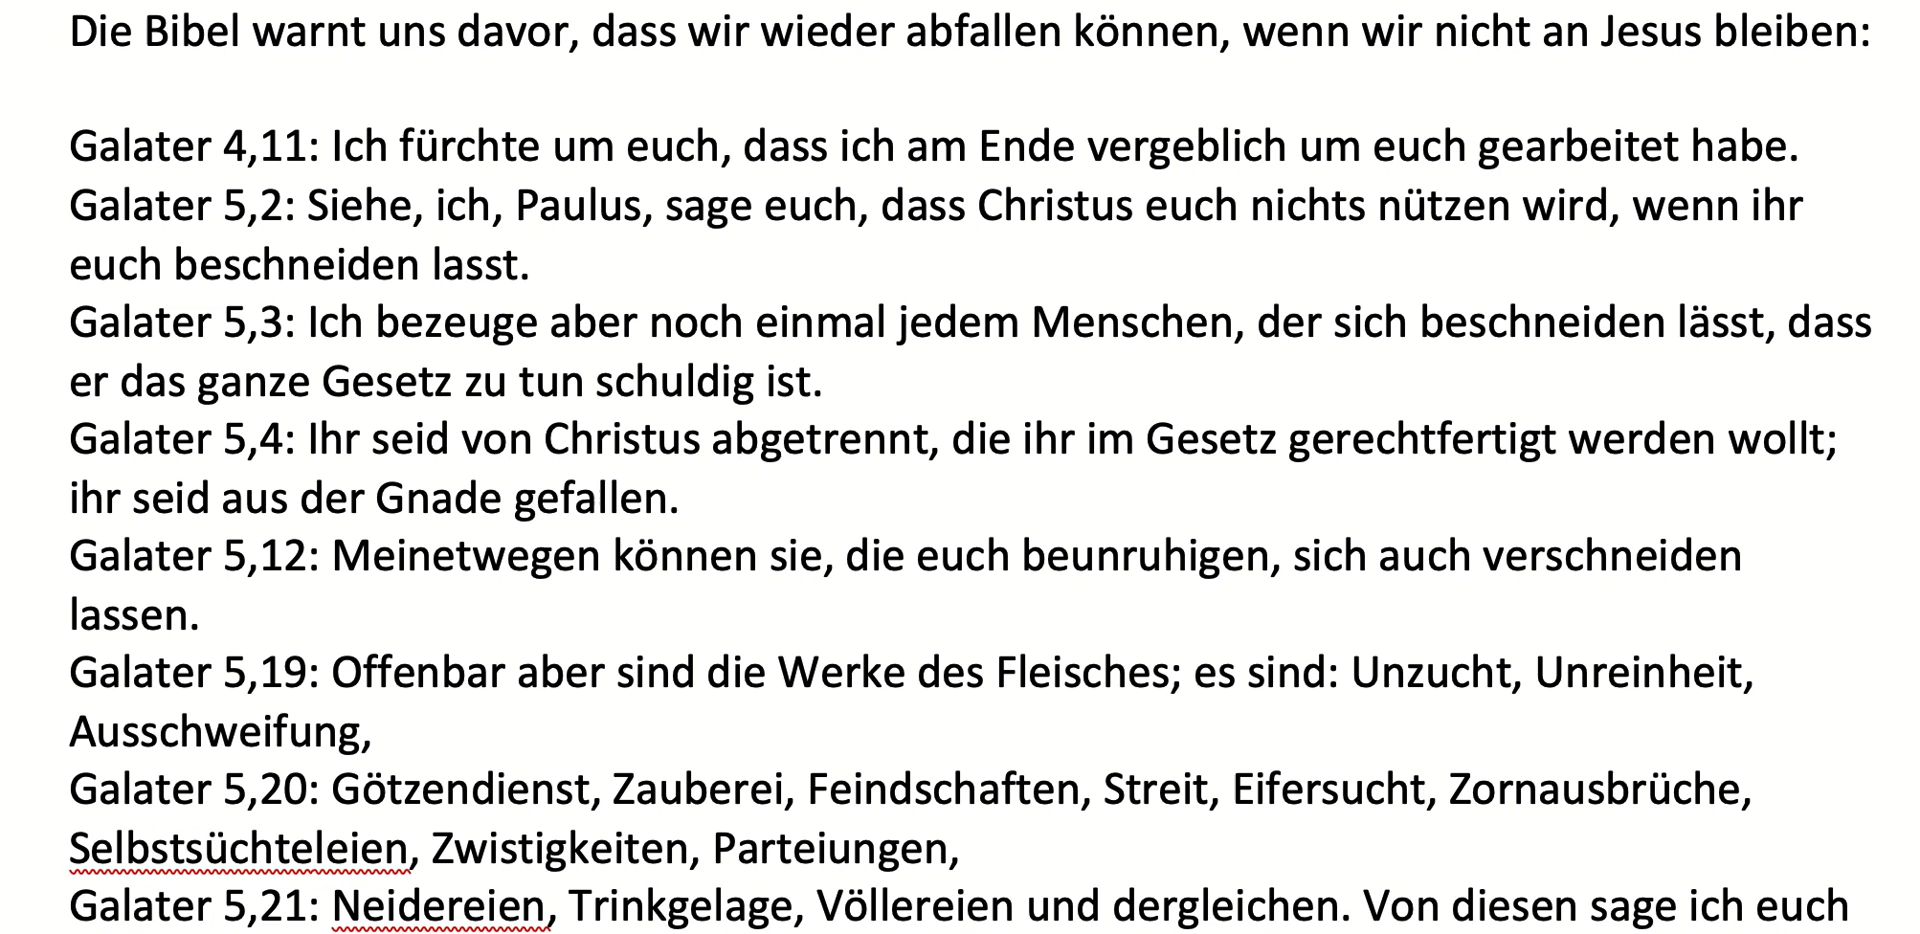 Die Bibel warnt uns davor, dass wir wieder abfallen können, wenn wir nicht an Jesus bleiben:
Galater 4,11: Ich fürchte um euch, dass ich am Ende vergeblich um euch gearbeitet habe.
Galater 5,2: Siehe, ich, Paulus, sage euch, dass Christus euch nichts nützen wird, wenn ihr
euch beschneiden lasst.
Galater 5,3: Ich bezeuge aber noch einmal jedem Menschen, der sich beschneiden lässt, dass
er das ganze Gesetz zu tun schuldig ist.
Galater 5,4: Ihr seid von Christus abgetrennt, die ihr im Gesetz gerechtfertigt werden wollt;
ihr seid aus der Gnade gefallen.
Galater 5,12: Meinetwegen können sie, die euch beunruhigen, sich auch verschneiden
lassen.
Galater 5,19: Offenbar aber sind die Werke des Fleisches; es sind: Unzucht, Unreinheit,
Ausschweifung,
Galater 5,20: Götzendienst, Zauberei, Feindschaften, Streit, Eifersucht, Zornausbrüche,
Selbstsüchteleien, Zwistigkeiten, Parteiungen,
Galater 5,21: Neidereien, Trinkgelage, Völlereien und dergleichen. Von diesen sage ich euch